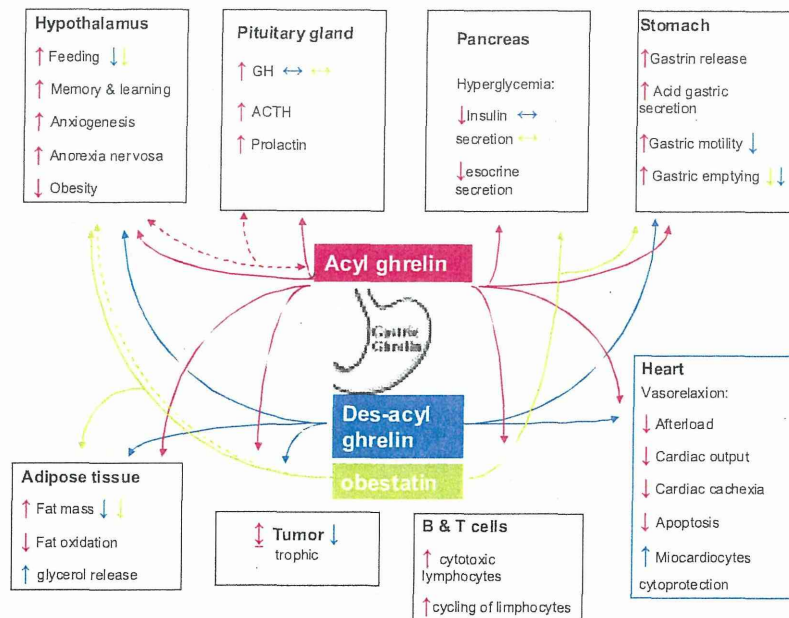 Hypothalamus
↑ Feeding ↓↓
↑ Memory & learning
↑ Anxiogenesis
↑ Anorexia nervosa
↓ Obesity
Pituitary gland
↑ GH ↔ ↔
↑ ACTH
↑ Prolactin
Pancreas
Hyperglycemia:
↓Insulin ↔
secretion ↔
↓esocrine
secretion
Stomach
↑Gastrin release
↑ Acid gastric
secretion
↑Gastric motility ↓
↑ Gastric emptying ↓↓
Acyl ghrelin
Gastric
Ghrelin
Des-acyl
ghrelin
obestatin
Heart
Vasorelaxion:
↓ Afterload
↓ Cardiac output
↓ Cardiac cachexia
↓ Apoptosis
↑ Miocardiocytes
cytoprotection
Adipose tissue
↑ Fat mass ↓ ↓
↓ Fat oxidation
↑ glycerol release
↕ Tumor ↓
trophic
B & T cells
↑ cytotoxic
lymphocytes
↑cycling of limphocytes